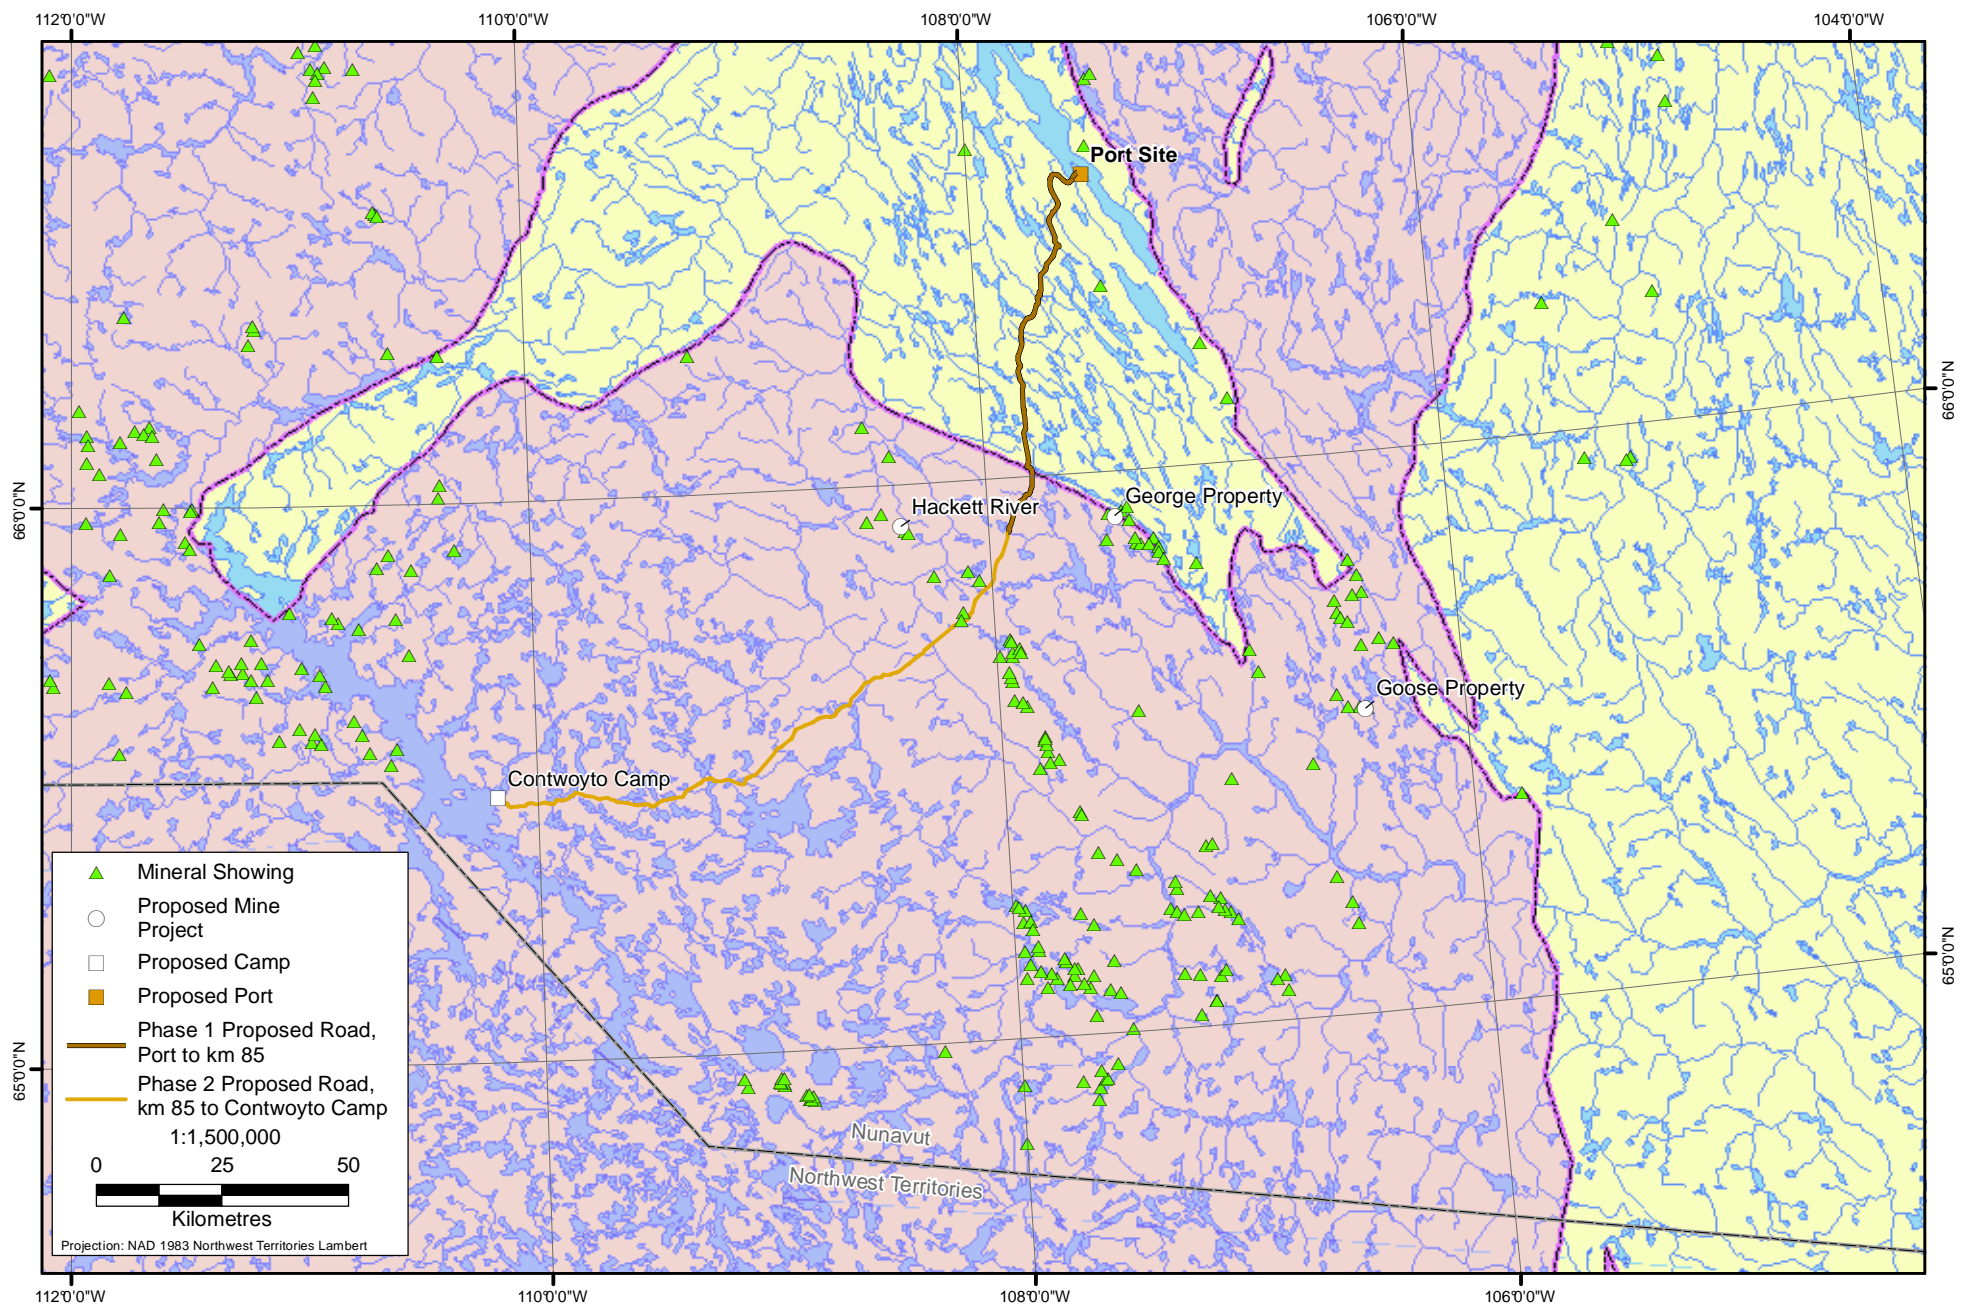 112°0'0"W
110°0'0"W
108°0'0"W
106°0'0"W
104°0'0"W
Port Site
66°0'0"N
George Property
Hackett River
66°0'0"N
Goose Property
Contwoyto Camp
Mineral Showing
Proposed Mine
Project
Proposed Camp
65°0'0"N
Proposed Port
Phase 1 Proposed Road,
Port to km 85
65°0'0"N
Phase 2 Proposed Road,
km 85 to Contwoyto Camp
1:1,500,000
Nunavut
0 25 50
Northwest Territories
Kilometres
Projection: NAD 1983 Northwest Territories Lambert
112°0'0"W
110°0'0"W
108°0'0"W
106°0'0"W